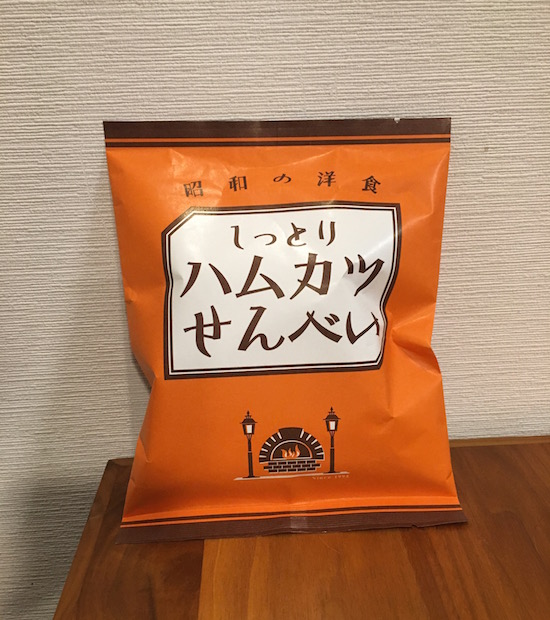 昭和の洋食
しっとり
ハムカツ
せんべい